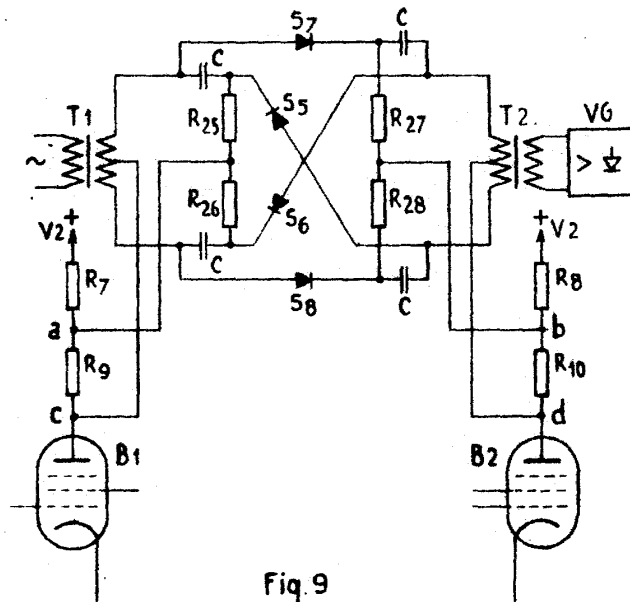 S7
C
C
T1
S5
T2.
VG
R25
R27
~
>
R26
R28
S6
+
V2
C
C
+
V2
R7
S8
R8
a
b
R9
R10
c
d
B1
B2
Fig. 9